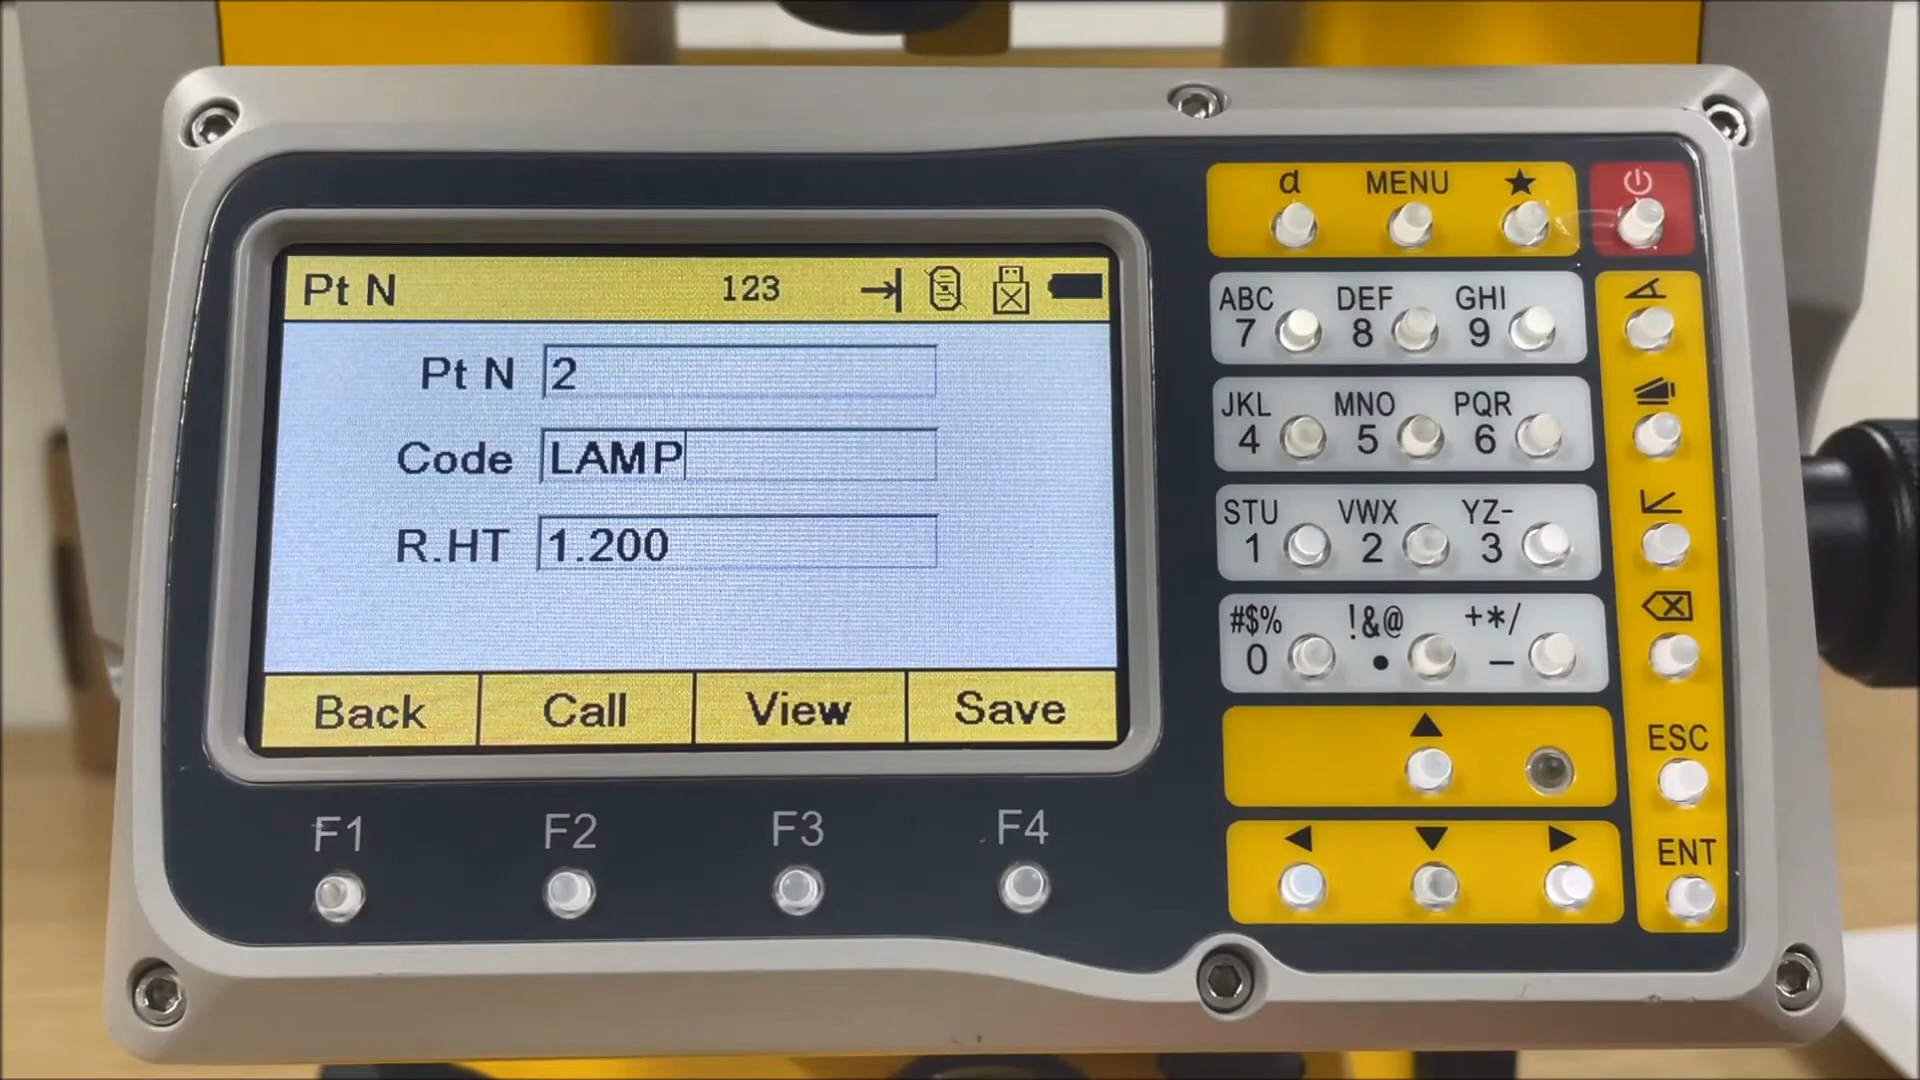 Pt N 123
Pt N 2
Code LAMP
R.HT 1.200
Back Call View Save
F1 F2 F3 F4
α MENU ★
ABC DEF GHI
7 8 9
JKL MNO PQR
4 5 6
STU VWX YZ-
1 2 3
#$% !&@ +*/
0 • –
ESC
ENT